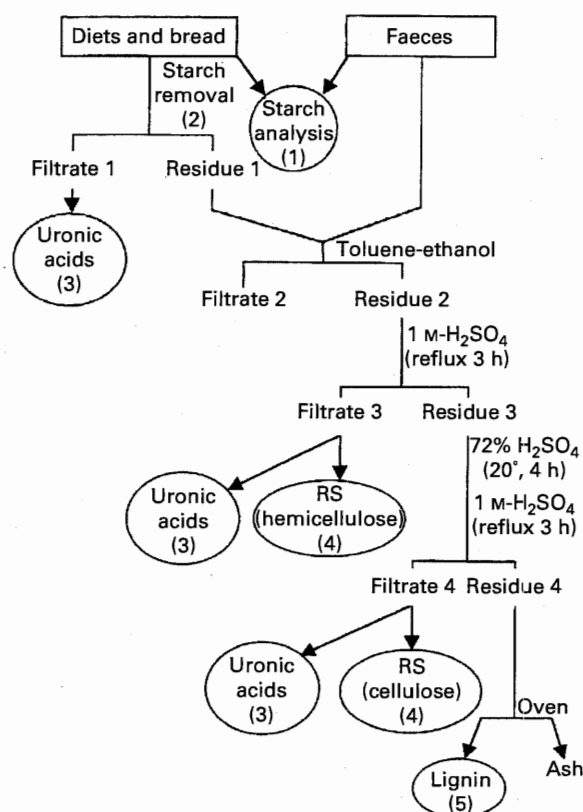 Diets and bread
Faeces
Starch
removal
(2)
Starch
analysis
(1)
Filtrate 1
Residue 1
Uronic
acids
(3)
Toluene-ethanol
Filtrate 2
Residue 2
1 M-H₂SO₄
(reflux 3 h)
Filtrate 3
Residue 3
72% H₂SO₄
(20°, 4 h)
1 M-H₂SO₄
(reflux 3 h)
Uronic
acids
(3)
RS
(hemicellulose)
(4)
Filtrate 4
Residue 4
Uronic
acids
(3)
RS
(cellulose)
(4)
Oven
Lignin
(5)
Ash